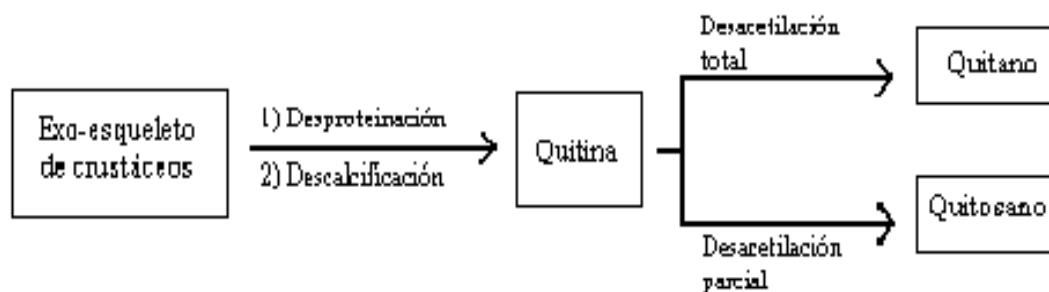 Exo-esqueleto
de crustáceos
1) Desproteinación
2) Descalcificación
Quitina
Desacetilación
total
Quitano
Desacetilación
parcial
Quitosano